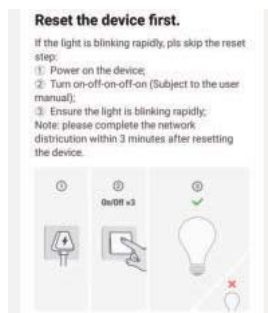 Reset the device first.
If the light is blinking rapidly, pls skip the reset
step:
① Power on the device;
② Turn on-off-on-off-on (Subject to the user
manual);
③ Ensure the light is blinking rapidly;
Note: please complete the network
districution within 3 minutes after resetting
the device.
① ② ③
On/Off ×3